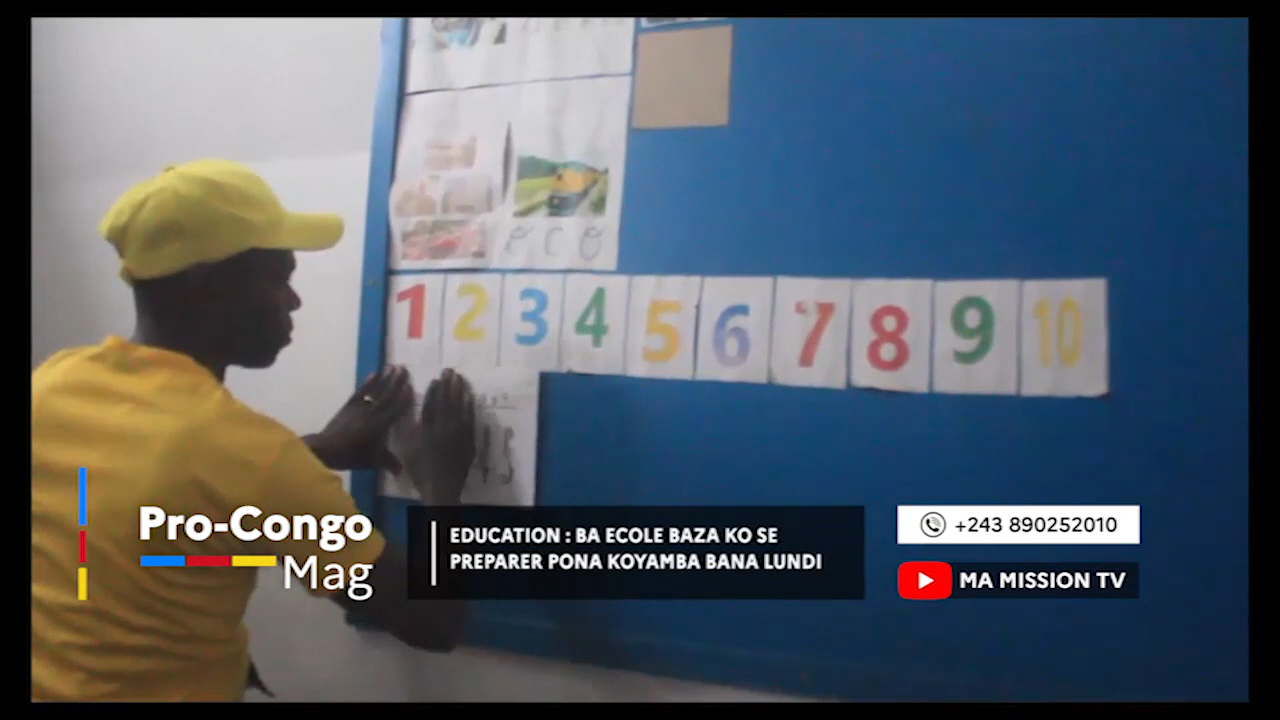 1 2 3 4 5 6 7 8 9 10
Pro-Congo
Mag
EDUCATION : BA ECOLE BAZA KO SE
PREPARER PONA KOYAMBA BANA LUNDI
+243 890252010
MA MISSION TV